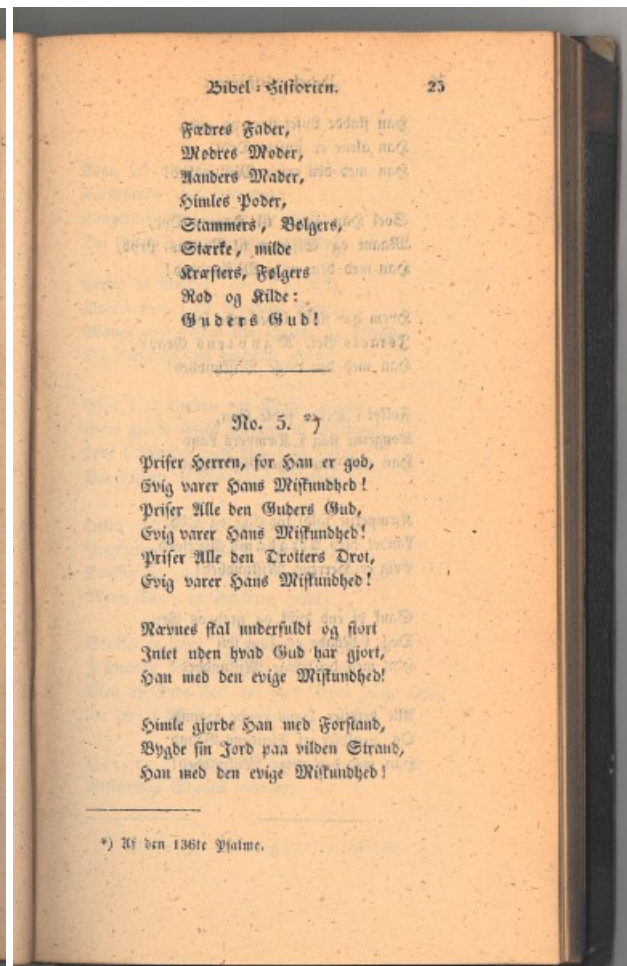 Bibel-Historien. 25
Fædres Fader,
Mødres Moder,
Aanders Mader,
Himles Poder,
Stammers, Bølgers,
Stærke, milde
Kræfters, Følgers
Rod og Kilde:
Guders Gud!
No. 5. *)
Priser Herren, for Han er god,
Evig varer Hans Miskundhed!
Priser Alle den Guders Gud,
Evig varer Hans Miskundhed!
Priser Alle den Drotters Drot,
Evig varer Hans Miskundhed!
Nævnes skal underfuldt og stort
Intet uden hvad Gud har gjort,
Han med den evige Miskundhed!
Himle gjorde Han med Forstand,
Bygde sin Jord paa vilden Strand,
Han med den evige Miskundhed!
*) Af den 136te Psalme.